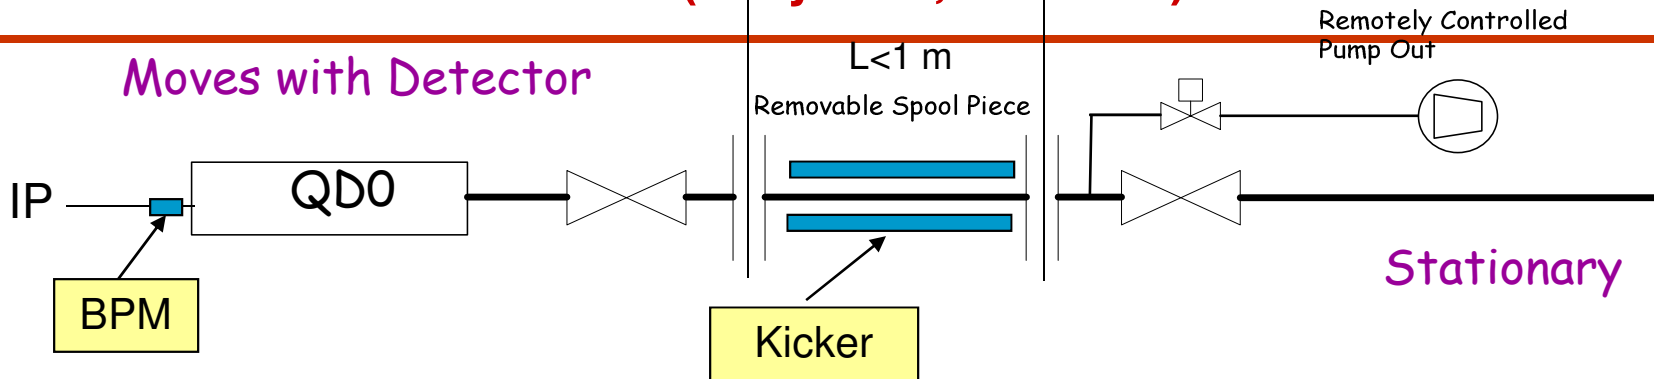 Remotely Controlled
Pump Out
L<1 m
Moves with Detector
Removable Spool Piece
IP
QD0
Stationary
BPM
Kicker